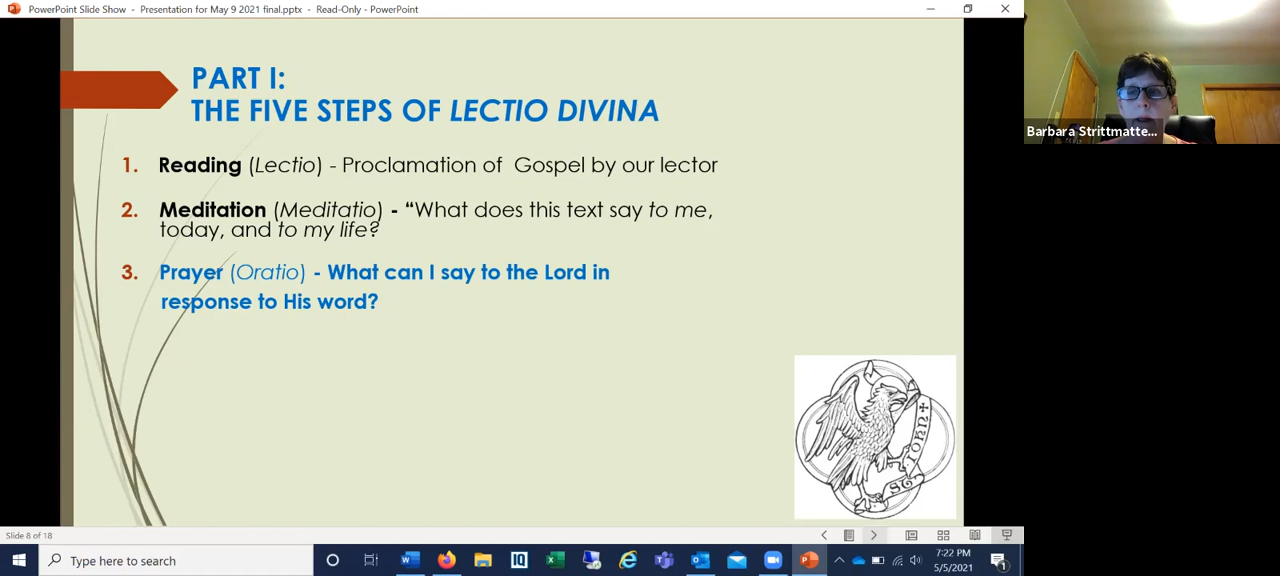 PowerPoint Slide Show - Presentation for May 9 2021 final.pptx - Read-Only - PowerPoint
PART I:
THE FIVE STEPS OF LECTIO DIVINA
1. Reading (Lectio) - Proclamation of Gospel by our lector
2. Meditation (Meditatio) - “What does this text say to me,
today, and to my life?
3. Prayer (Oratio) - What can I say to the Lord in
response to His word?
Barbara Strittmatte...
Slide 8 of 18
Type here to search
7:22 PM
5/5/2021
1